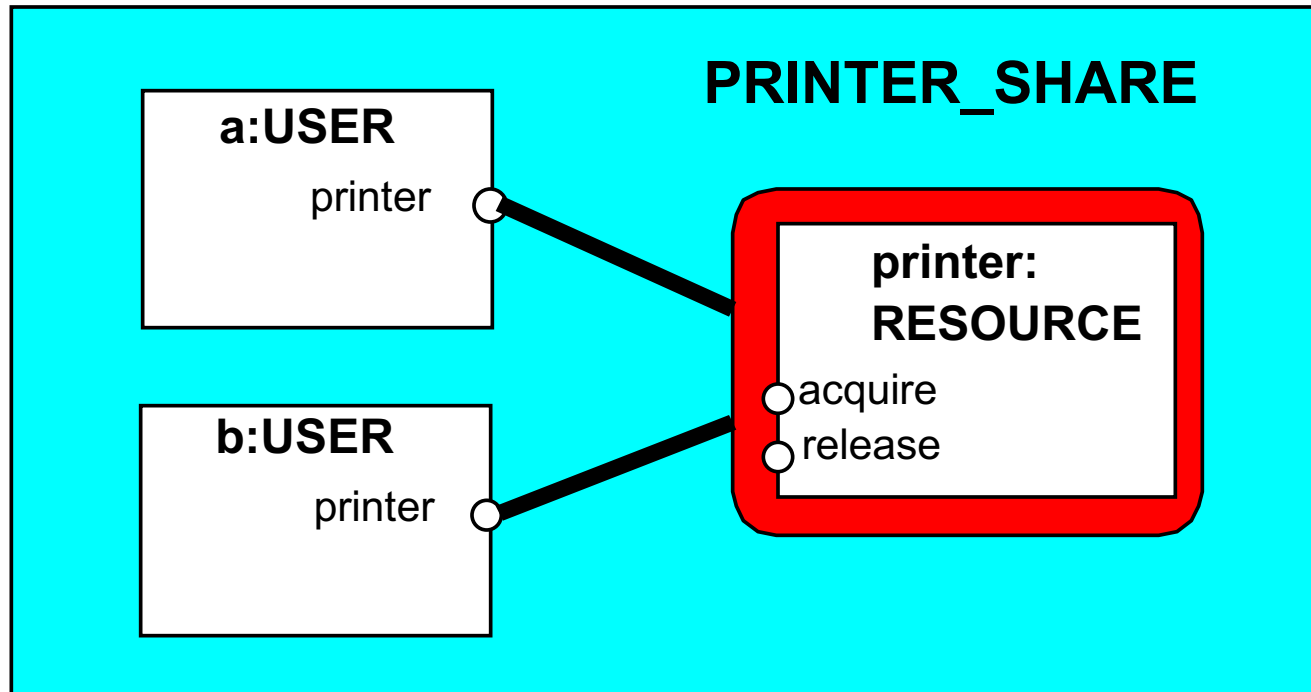 PRINTER_SHARE
a:USER
printer
b:USER
printer
printer:
RESOURCE
acquire
release